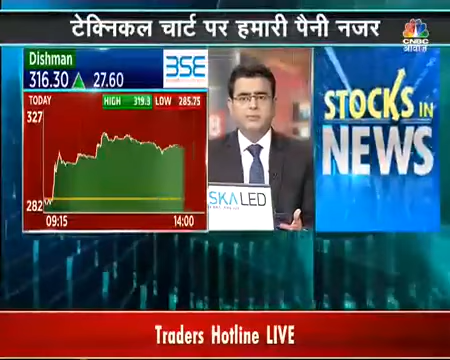 टेक्निकल चार्ट पर हमारी पैनी नजर
CNBC
आवाज़
Dishman
316.30 27.60
BSE
TODAY HIGH 319.3 LOW 285.75
327
282
09:15 14:00
SKA LED
STOCKS IN
NEWS
Traders Hotline LIVE